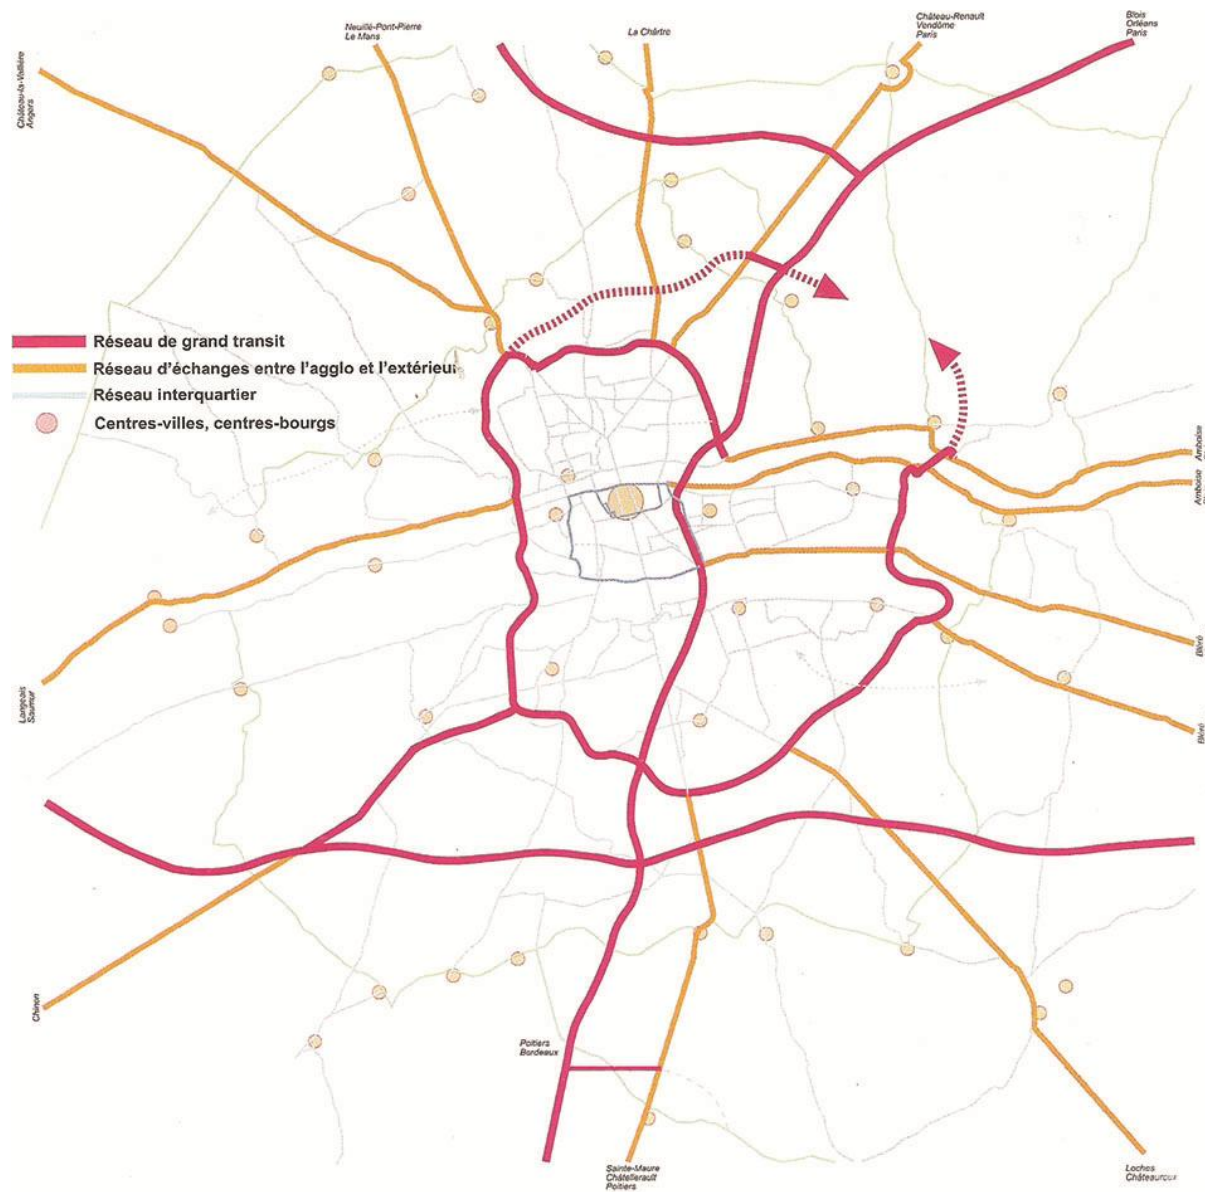 Neuillé-Pont-Pierre
Le Mans
La Chârtre
Château-Renault
Vendôme
Paris
Blois
Orléans
Paris
Château-la-Vallière
Angers
Réseau de grand transit
Réseau d'échanges entre l'agglo et l'extérieur
Réseau interquartier
Centres-villes, centres-bourgs
Amboise
Amboise
Bléré
Bléré
Langeais
Saumur
Chinon
Poitiers
Bordeaux
Sainte-Maure
Châtellerault
Poitiers
Loches
Châteauroux